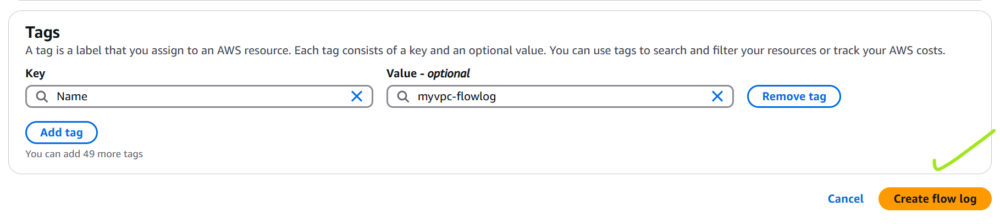 Tags
A tag is a label that you assign to an AWS resource. Each tag consists of a key and an optional value. You can use tags to search and filter your resources or track your AWS costs.
Key
Value - optional
Name
myvpc-flowlog
Remove tag
Add tag
You can add 49 more tags
Cancel
Create flow log